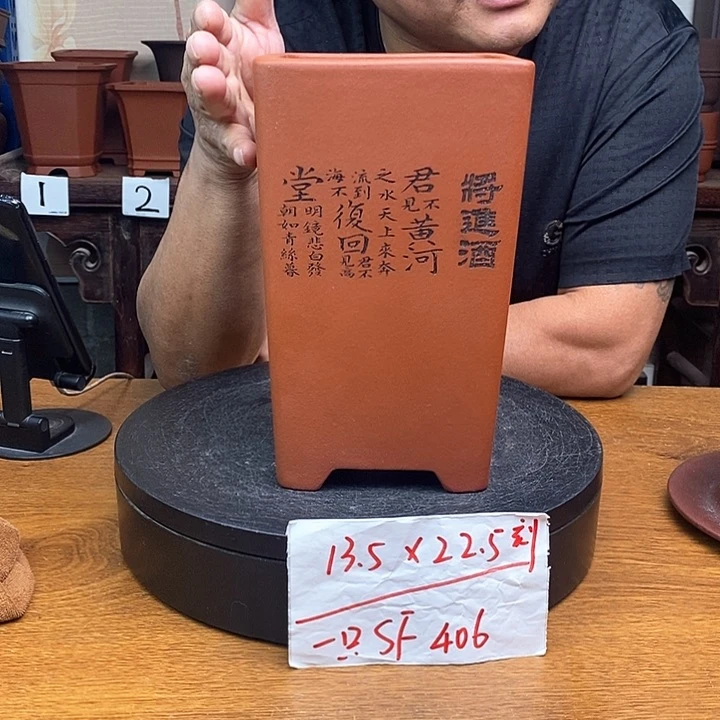 將進酒
君不見黃河
之水天上來奔
流到
海不復回君不見高
堂明鏡悲白發
朝如青絲暮
13.5 × 22.5 刻
一只 SF 406
1
2